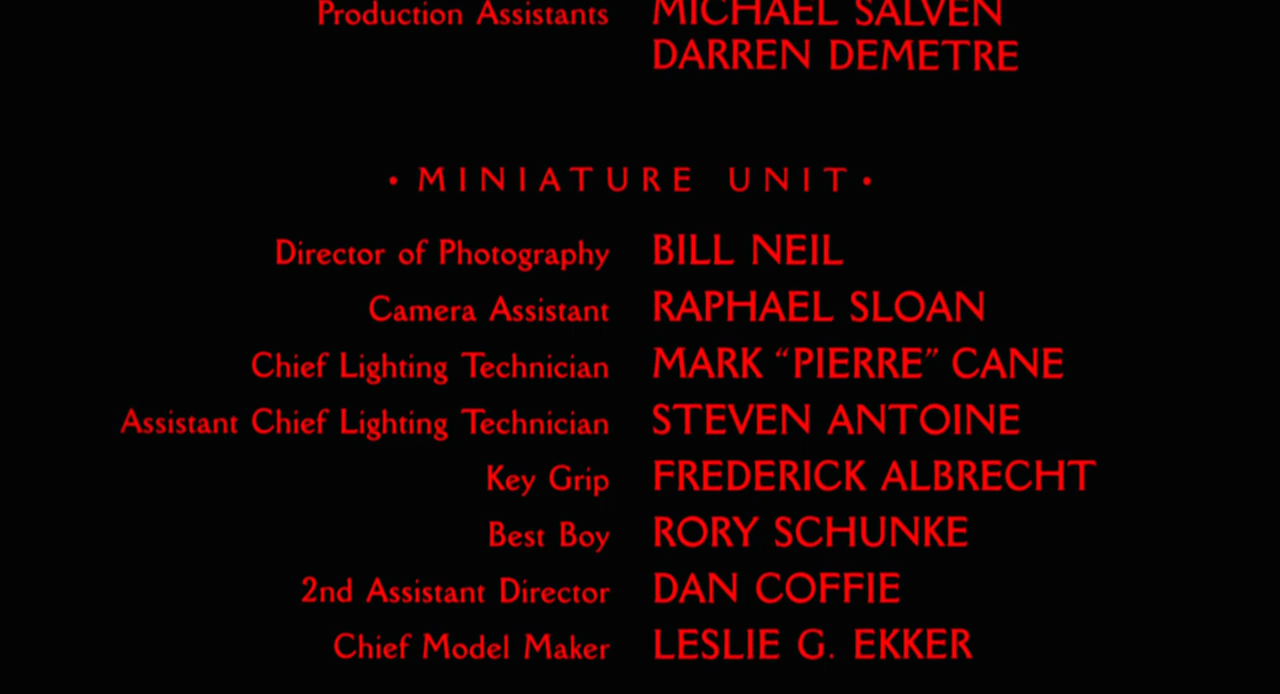 Production Assistants MICHAEL SALVEN
DARREN DEMETRE
• MINIATURE UNIT •
Director of Photography BILL NEIL
Camera Assistant RAPHAEL SLOAN
Chief Lighting Technician MARK “PIERRE” CANE
Assistant Chief Lighting Technician STEVEN ANTOINE
Key Grip FREDERICK ALBRECHT
Best Boy RORY SCHUNKE
2nd Assistant Director DAN COFFIE
Chief Model Maker LESLIE G. EKKER